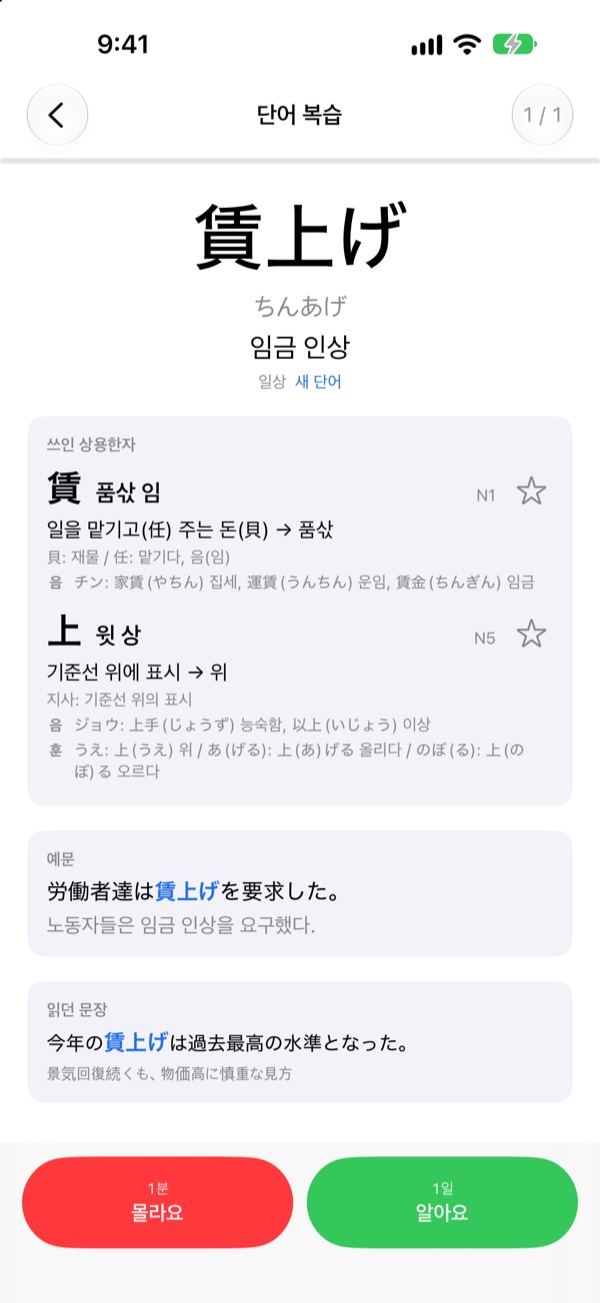 9:41
단어 복습
1 / 1
賃上げ
ちんあげ
임금 인상
일상 새 단어
쓰인 상용한자
賃 품삯 임 N1
일을 맡기고(任) 주는 돈(貝) → 품삯
貝: 재물 / 任: 맡기다, 음(임)
음 チン: 家賃 (やちん) 집세, 運賃 (うんちん) 운임, 賃金 (ちんぎん) 임금
上 윗 상 N5
기준선 위에 표시 → 위
지사: 기준선 위의 표시
음 ジョウ: 上手 (じょうず) 능숙함, 以上 (いじょう) 이상
훈 うえ: 上 (うえ) 위 / あ (げる): 上 (あ) げる 올리다 / のぼ (る): 上 (の
ぼ) る 오르다
예문
労働者達は賃上げを要求した。
노동자들은 임금 인상을 요구했다.
읽던 문장
今年の賃上げは過去最高の水準となった。
景気回復続くも、物価高に慎重な見方
1분
몰라요
1일
알아요